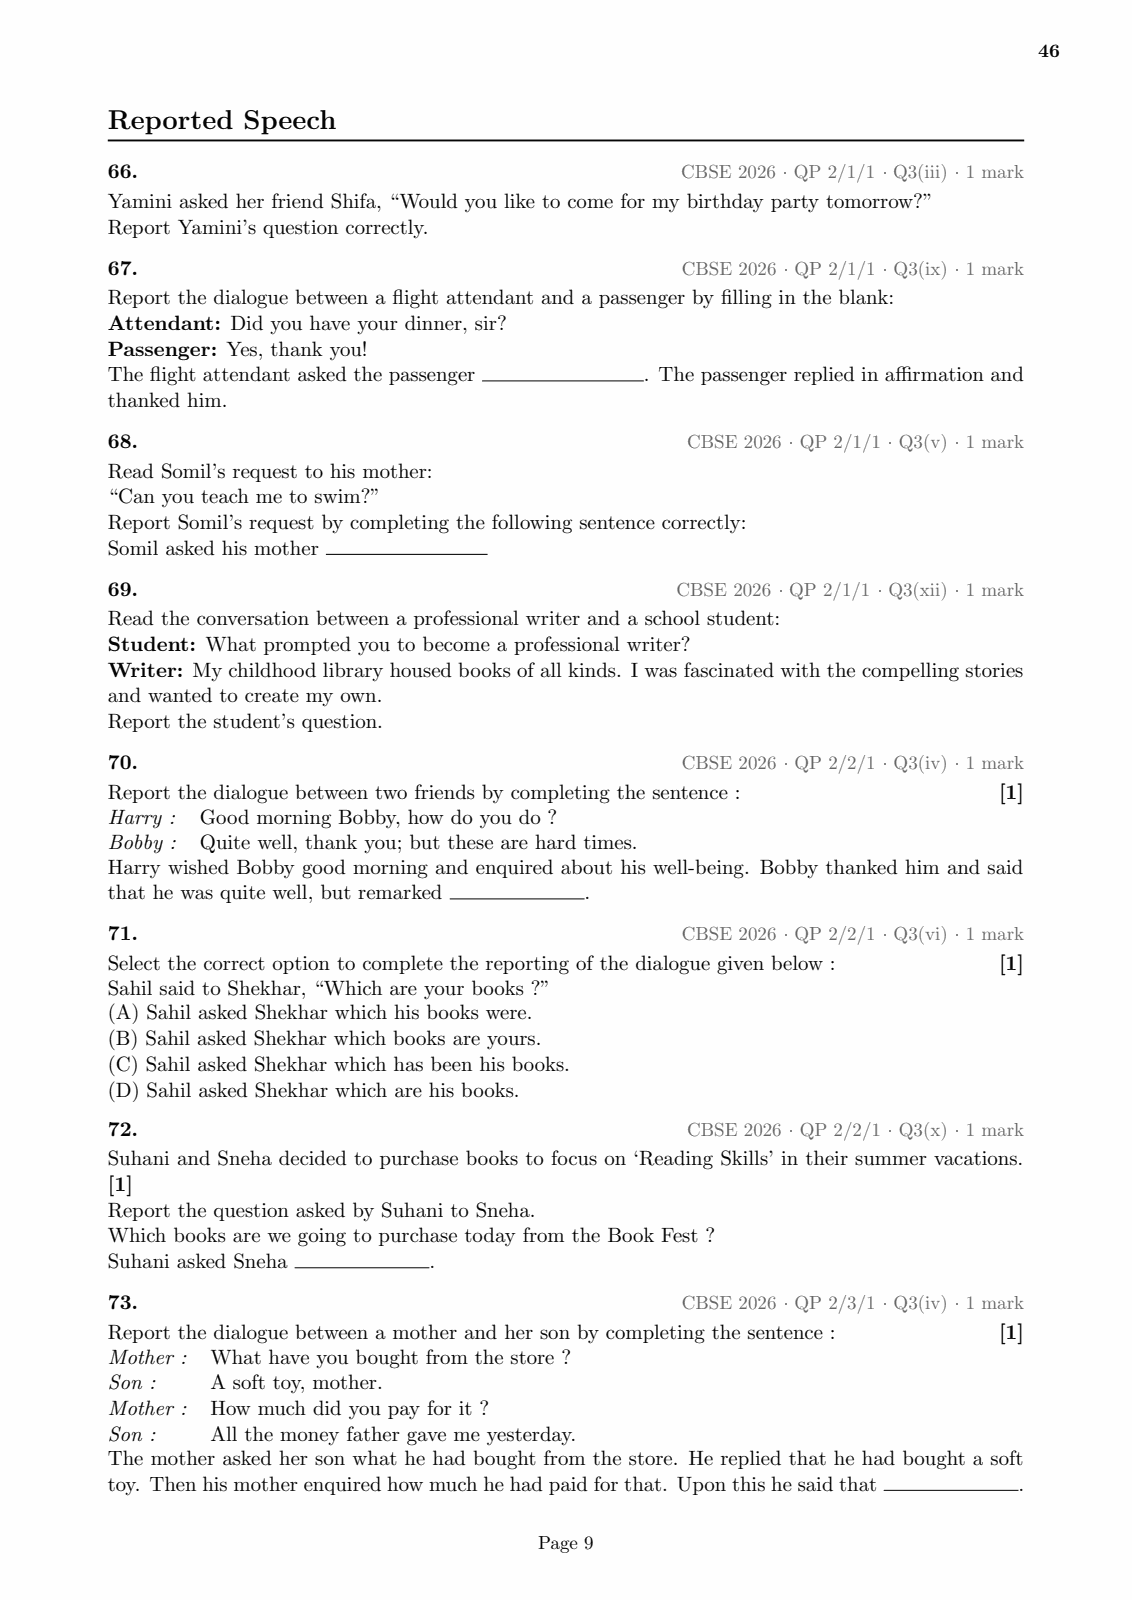 46
Reported Speech
66. CBSE 2026 · QP 2/1/1 · Q3(iii) · 1 mark
Yamini asked her friend Shifa, “Would you like to come for my birthday party tomorrow?”
Report Yamini’s question correctly.
67. CBSE 2026 · QP 2/1/1 · Q3(ix) · 1 mark
Report the dialogue between a flight attendant and a passenger by filling in the blank:
Attendant: Did you have your dinner, sir?
Passenger: Yes, thank you!
The flight attendant asked the passenger ________________. The passenger replied in affirmation and
thanked him.
68. CBSE 2026 · QP 2/1/1 · Q3(v) · 1 mark
Read Somil’s request to his mother:
“Can you teach me to swim?”
Report Somil’s request by completing the following sentence correctly:
Somil asked his mother ________________
69. CBSE 2026 · QP 2/1/1 · Q3(xii) · 1 mark
Read the conversation between a professional writer and a school student:
Student: What prompted you to become a professional writer?
Writer: My childhood library housed books of all kinds. I was fascinated with the compelling stories
and wanted to create my own.
Report the student’s question.
70. CBSE 2026 · QP 2/2/1 · Q3(iv) · 1 mark
Report the dialogue between two friends by completing the sentence : [1]
Harry : Good morning Bobby, how do you do ?
Bobby : Quite well, thank you; but these are hard times.
Harry wished Bobby good morning and enquired about his well-being. Bobby thanked him and said
that he was quite well, but remarked _____________.
71. CBSE 2026 · QP 2/2/1 · Q3(vi) · 1 mark
Select the correct option to complete the reporting of the dialogue given below : [1]
Sahil said to Shekhar, “Which are your books ?”
(A) Sahil asked Shekhar which his books were.
(B) Sahil asked Shekhar which books are yours.
(C) Sahil asked Shekhar which has been his books.
(D) Sahil asked Shekhar which are his books.
72. CBSE 2026 · QP 2/2/1 · Q3(x) · 1 mark
Suhani and Sneha decided to purchase books to focus on ‘Reading Skills’ in their summer vacations.
[1]
Report the question asked by Suhani to Sneha.
Which books are we going to purchase today from the Book Fest ?
Suhani asked Sneha _____________.
73. CBSE 2026 · QP 2/3/1 · Q3(iv) · 1 mark
Report the dialogue between a mother and her son by completing the sentence : [1]
Mother : What have you bought from the store ?
Son : A soft toy, mother.
Mother : How much did you pay for it ?
Son : All the money father gave me yesterday.
The mother asked her son what he had bought from the store. He replied that he had bought a soft
toy. Then his mother enquired how much he had paid for that. Upon this he said that _____________.
Page 9